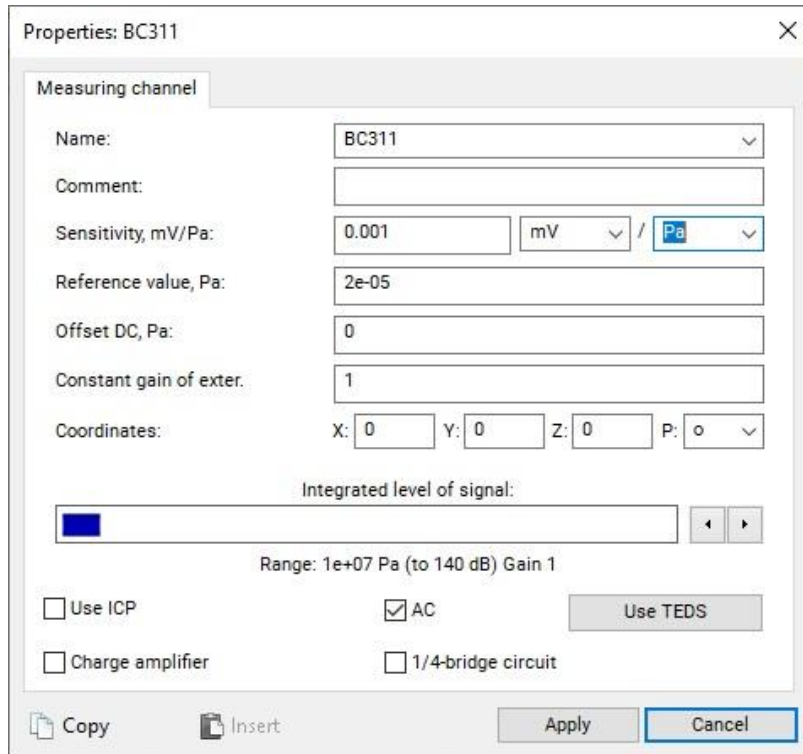 Properties: BC311
Measuring channel
Name: BC311
Comment:
Sensitivity, mV/Pa: 0.001 mV / Pa
Reference value, Pa: 2e-05
Offset DC, Pa: 0
Constant gain of exter. 1
Coordinates: X: 0 Y: 0 Z: 0 P: o
Integrated level of signal:
Range: 1e+07 Pa (to 140 dB) Gain 1
Use ICP AC Use TEDS
Charge amplifier 1/4-bridge circuit
Copy Insert Apply Cancel